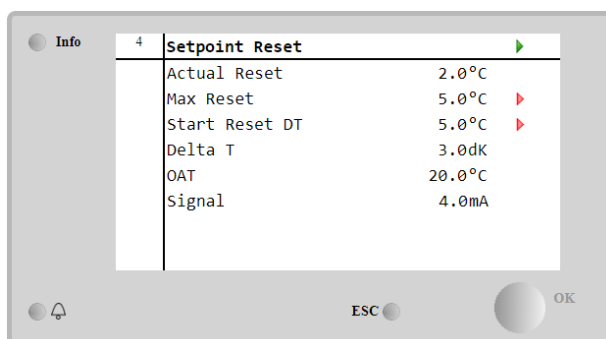 Info
4 Setpoint Reset
Actual Reset 2.0°C
Max Reset 5.0°C
Start Reset DT 5.0°C
Delta T 3.0dK
OAT 20.0°C
Signal 4.0mA
ESC OK